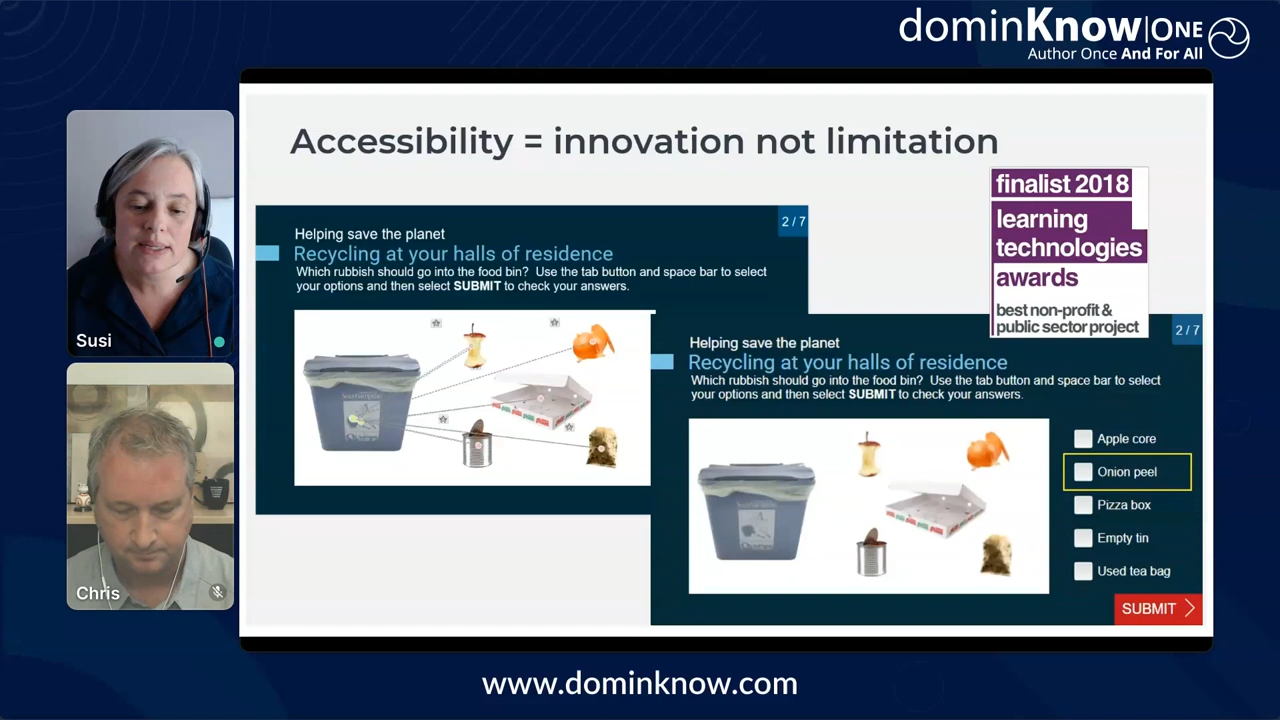 dominKnow|ONE
Author Once And For All
Susi
Chris
Accessibility = innovation not limitation
finalist 2018
learning
technologies
awards
best non-profit &
public sector project
2 / 7
Helping save the planet
Recycling at your halls of residence
Which rubbish should go into the food bin? Use the tab button and space bar to select
your options and then select SUBMIT to check your answers.
2 / 7
Helping save the planet
Recycling at your halls of residence
Which rubbish should go into the food bin? Use the tab button and space bar to select
your options and then select SUBMIT to check your answers.
Apple core
Onion peel
Pizza box
Empty tin
Used tea bag
SUBMIT
www.dominknow.com